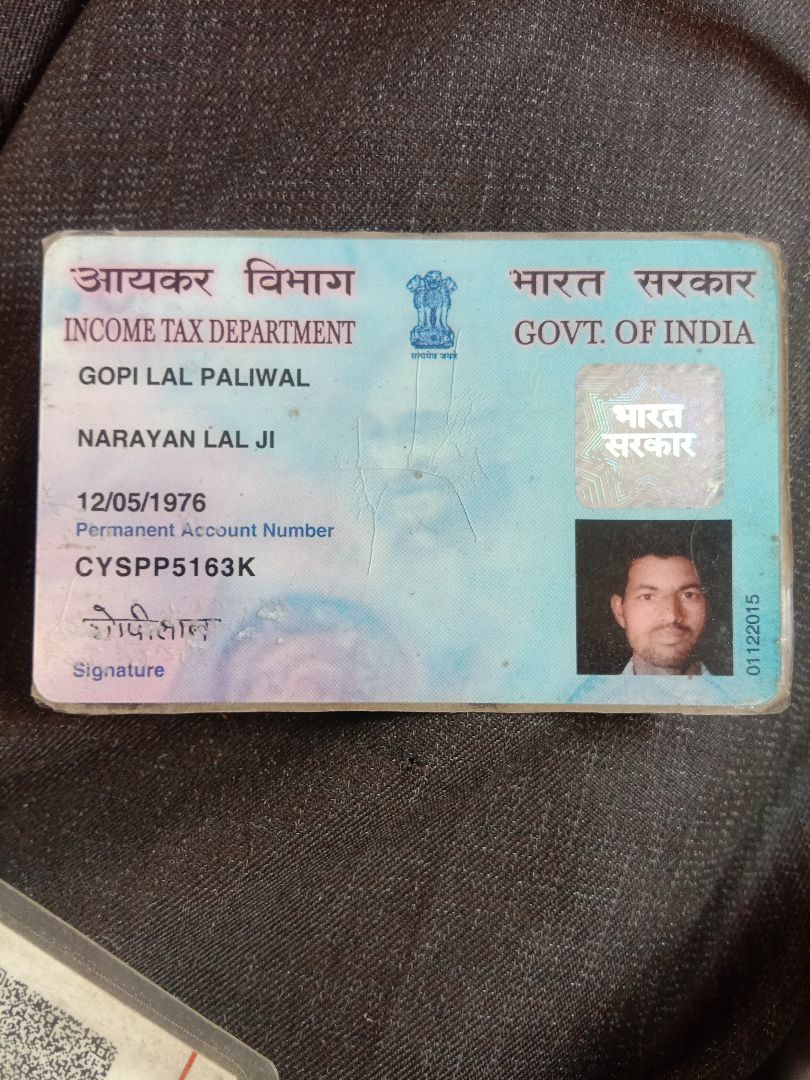 आयकर विभाग
भारत सरकार
INCOME TAX DEPARTMENT
GOVT. OF INDIA
सत्यमेव जयते
GOPI LAL PALIWAL
भारत
सरकार
NARAYAN LAL JI
12/05/1976
Permanent Account Number
CYSPP5163K
गोपीलाल
Signature
01122015